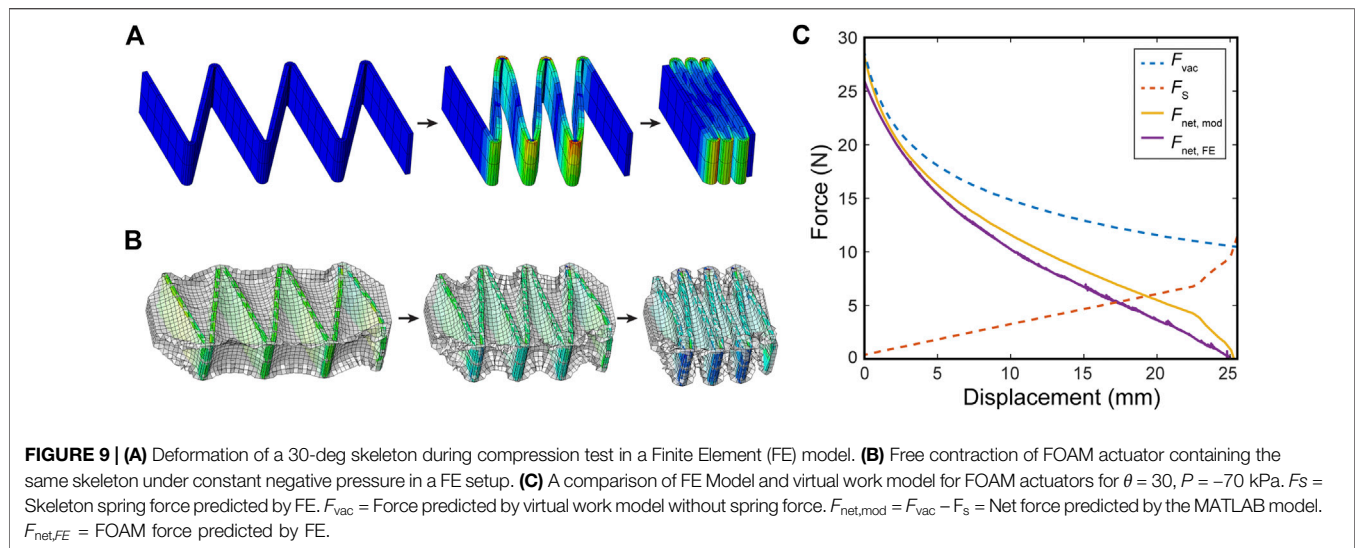 A
B
C
30
25
20
15
10
5
0
Force (N)
0 5 10 15 20 25
Displacement (mm)
F vac
F S
F net, mod
F net, FE
FIGURE 9 | (A) Deformation of a 30-deg skeleton during compression test in a Finite Element (FE) model. (B) Free contraction of FOAM actuator containing the
same skeleton under constant negative pressure in a FE setup. (C) A comparison of FE Model and virtual work model for FOAM actuators for θ = 30, P = −70 kPa. Fs =
Skeleton spring force predicted by FE. Fvac = Force predicted by virtual work model without spring force. Fnet,mod = Fvac − Fs = Net force predicted by the MATLAB model.
Fnet,FE = FOAM force predicted by FE.